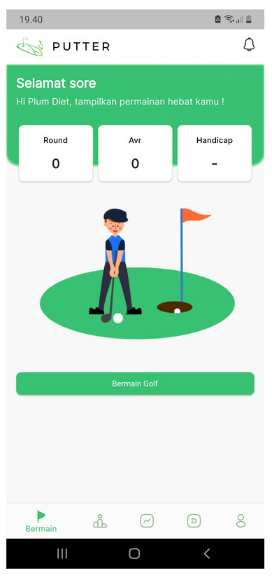 19.40
PUTTER
Selamat sore
Hi Plum Diet, tampilkan permainan hebat kamu !
Round
Avr
Handicap
0
0
-
Bermain Golf
Bermain